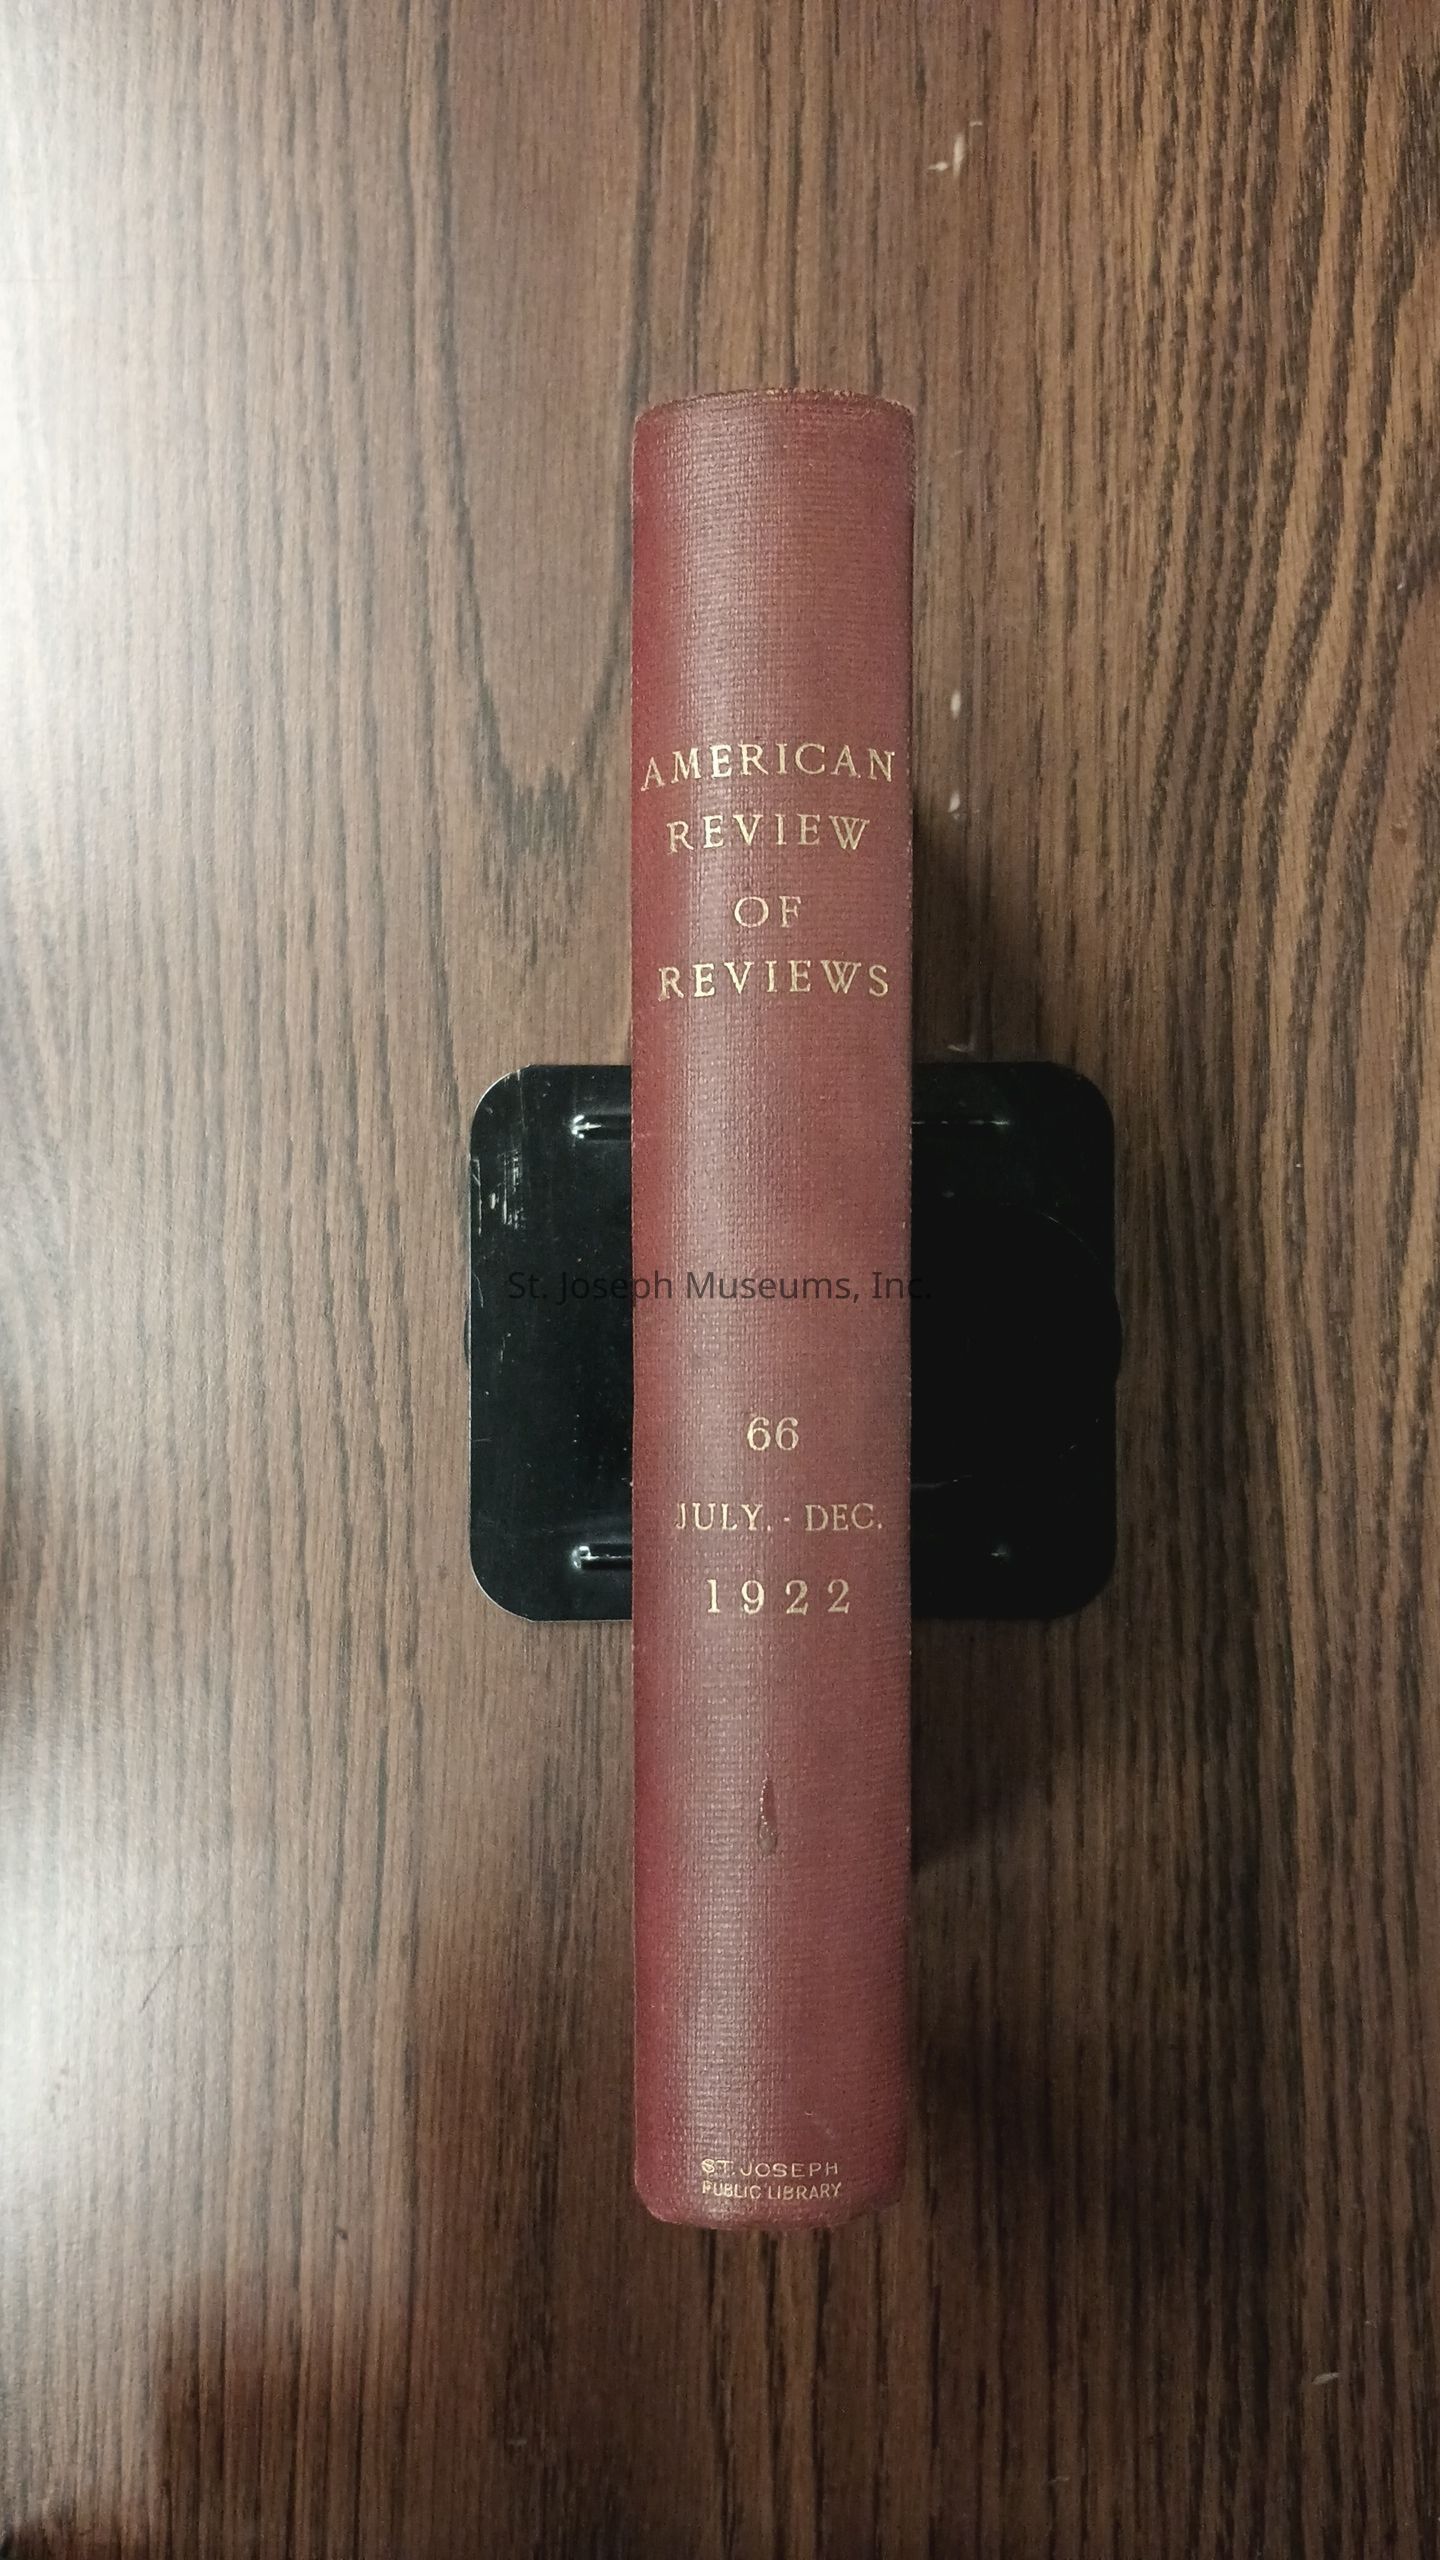 AMERICAN
REVIEW
OF
REVIEWS
St. Joseph Museums, Inc.
66
JULY. - DEC.
1922
ST. JOSEPH
PUBLIC LIBRARY